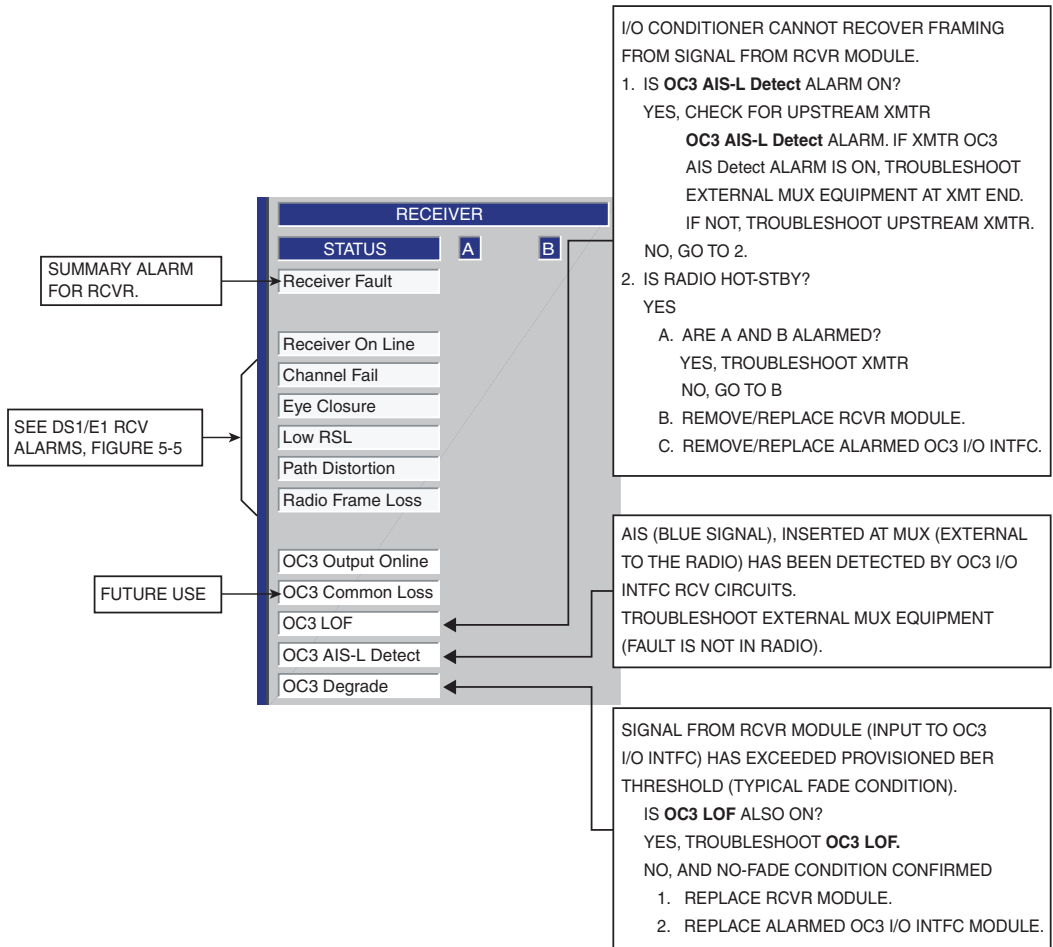 I/O CONDITIONER CANNOT RECOVER FRAMING
FROM SIGNAL FROM RCVR MODULE.
1. IS OC3 AIS-L Detect ALARM ON?
YES, CHECK FOR UPSTREAM XMTR
OC3 AIS-L Detect ALARM. IF XMTR OC3
AIS Detect ALARM IS ON, TROUBLESHOOT
EXTERNAL MUX EQUIPMENT AT XMT END.
IF NOT, TROUBLESHOOT UPSTREAM XMTR.
NO, GO TO 2.
2. IS RADIO HOT-STBY?
YES
A. ARE A AND B ALARMED?
YES, TROUBLESHOOT XMTR
NO, GO TO B
B. REMOVE/REPLACE RCVR MODULE.
C. REMOVE/REPLACE ALARMED OC3 I/O INTFC.
RECEIVER
STATUS A B
SUMMARY ALARM
FOR RCVR.
Receiver Fault
Receiver On Line
Channel Fail
Eye Closure
Low RSL
Path Distortion
Radio Frame Loss
SEE DS1/E1 RCV
ALARMS, FIGURE 5-5
OC3 Output Online
OC3 Common Loss
OC3 LOF
OC3 AIS-L Detect
OC3 Degrade
FUTURE USE
AIS (BLUE SIGNAL), INSERTED AT MUX (EXTERNAL
TO THE RADIO) HAS BEEN DETECTED BY OC3 I/O
INTFC RCV CIRCUITS.
TROUBLESHOOT EXTERNAL MUX EQUIPMENT
(FAULT IS NOT IN RADIO).
SIGNAL FROM RCVR MODULE (INPUT TO OC3
I/O INTFC) HAS EXCEEDED PROVISIONED BER
THRESHOLD (TYPICAL FADE CONDITION).
IS OC3 LOF ALSO ON?
YES, TROUBLESHOOT OC3 LOF.
NO, AND NO-FADE CONDITION CONFIRMED
1. REPLACE RCVR MODULE.
2. REPLACE ALARMED OC3 I/O INTFC MODULE.